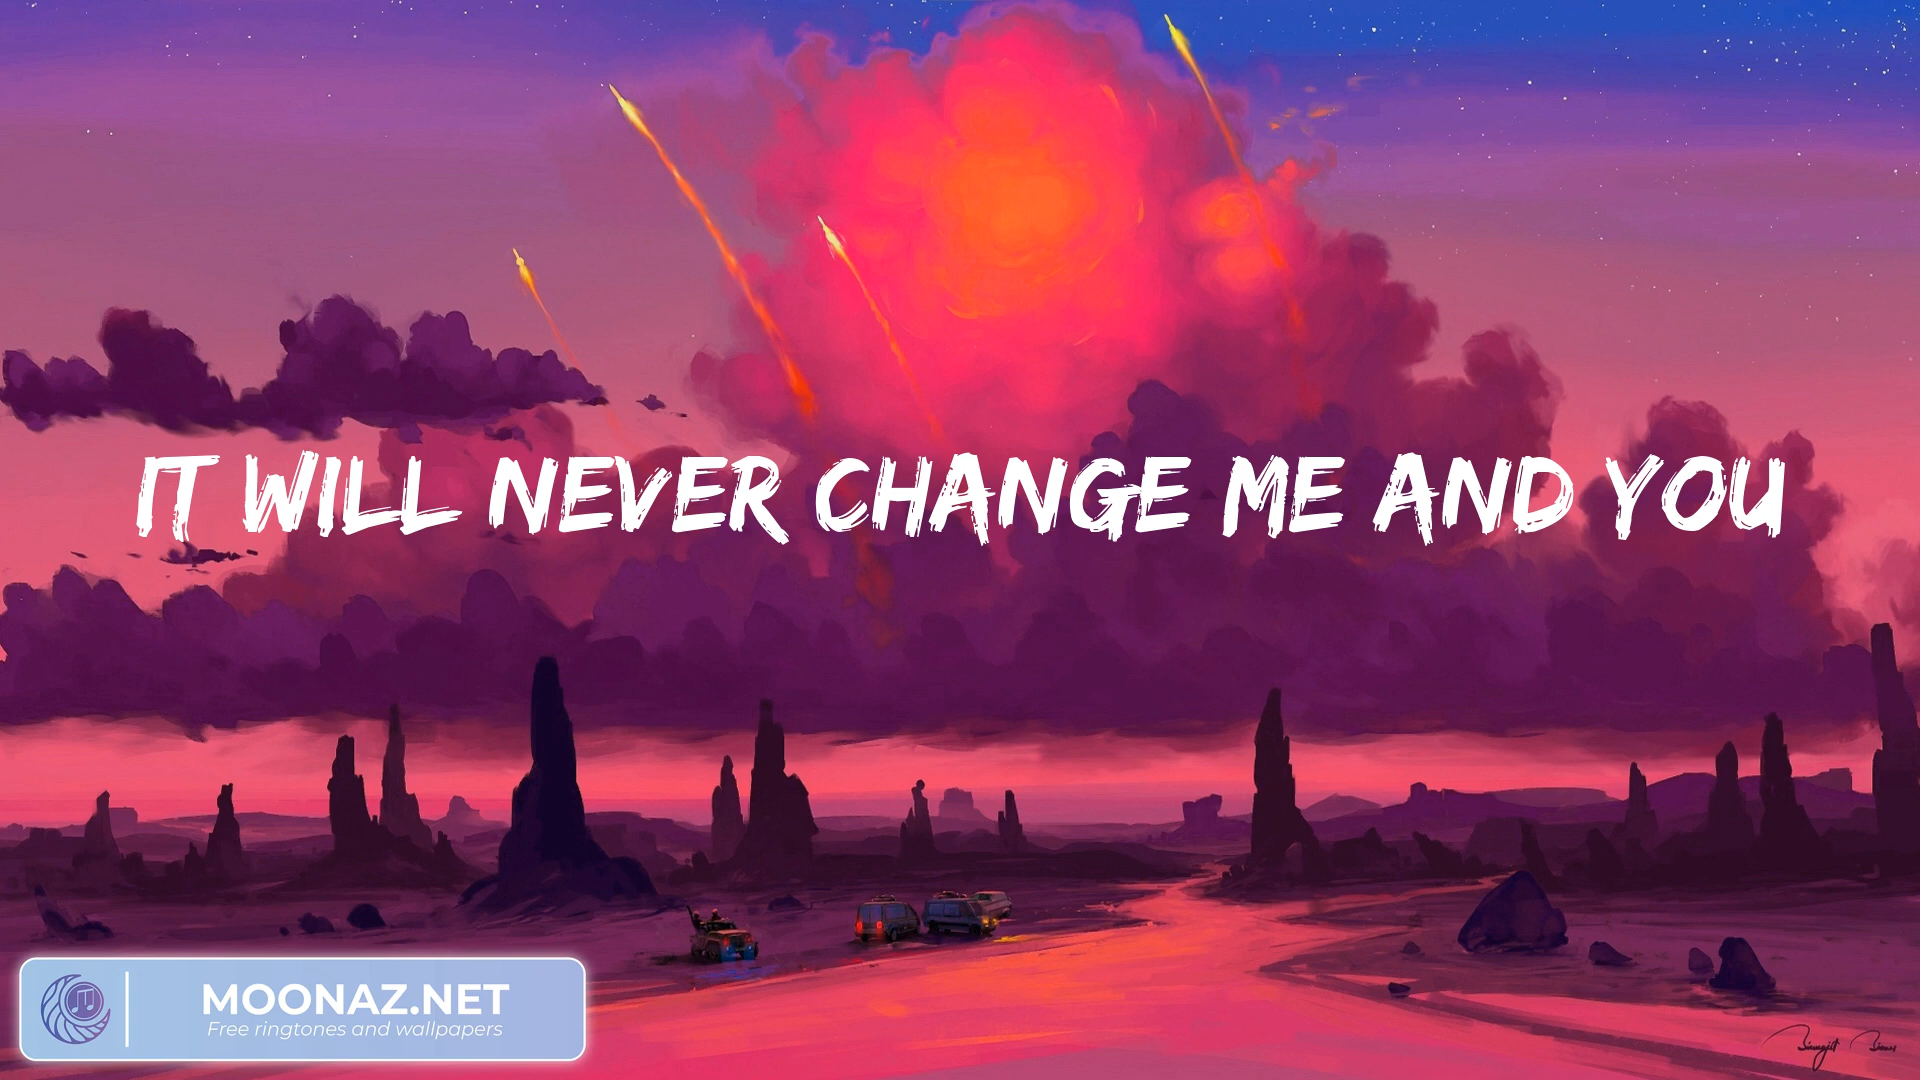 IT WILL NEVER CHANGE ME AND YOU
MOONAZ.NET
Free ringtones and wallpapers